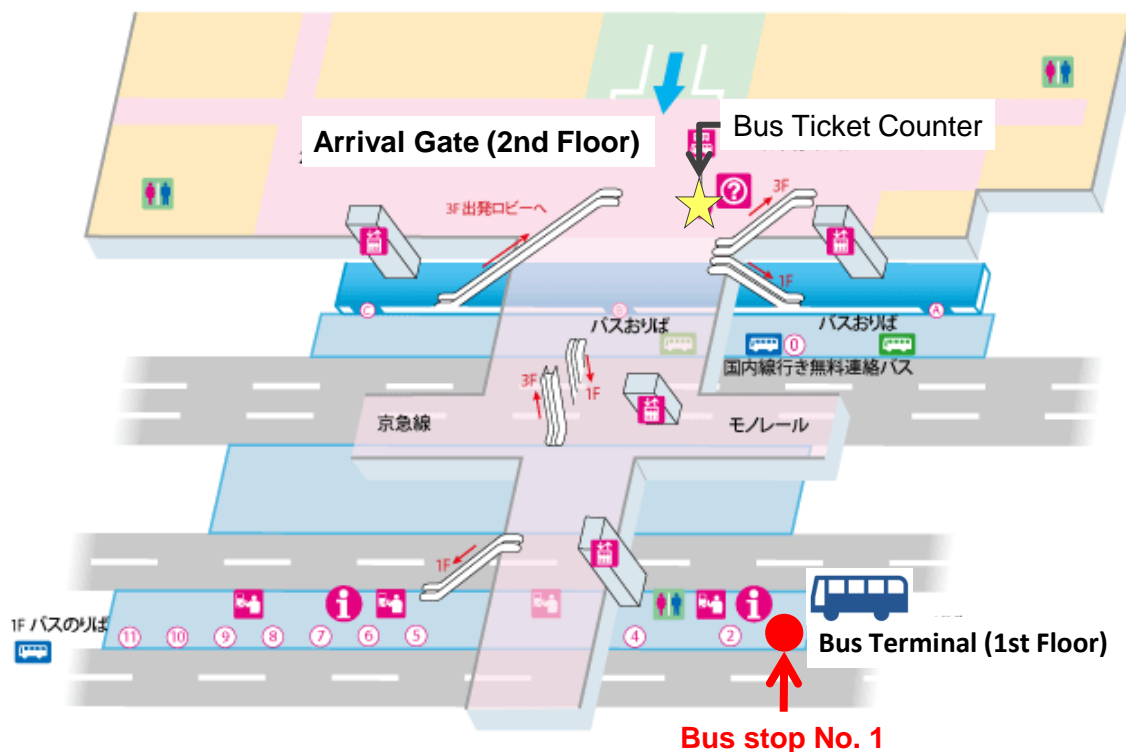 Arrival Gate (2nd Floor)
Bus Ticket Counter
?
3F
3F 出発ロビーへ
1F
C
B
A
バスおりば
バスおりば
0
国内線行き無料連絡バス
3F
1F
京急線
モノレール
1F
i
i
1F バスのりば
11
10
9
8
7
6
5
4
2
Bus Terminal (1st Floor)
Bus stop No. 1